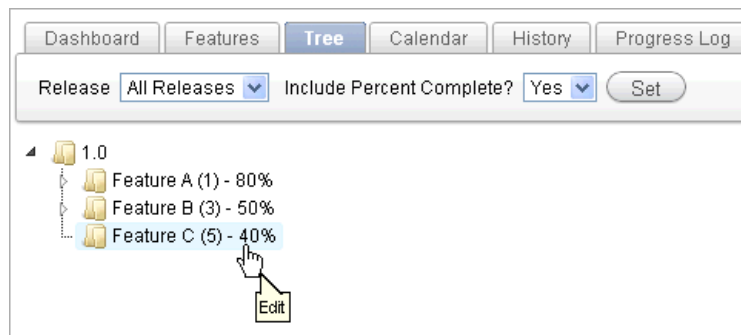 Dashboard Features Tree Calendar History Progress Log
Release All Releases Include Percent Complete? Yes Set
1.0
Feature A (1) - 80%
Feature B (3) - 50%
Feature C (5) - 40%
Edit